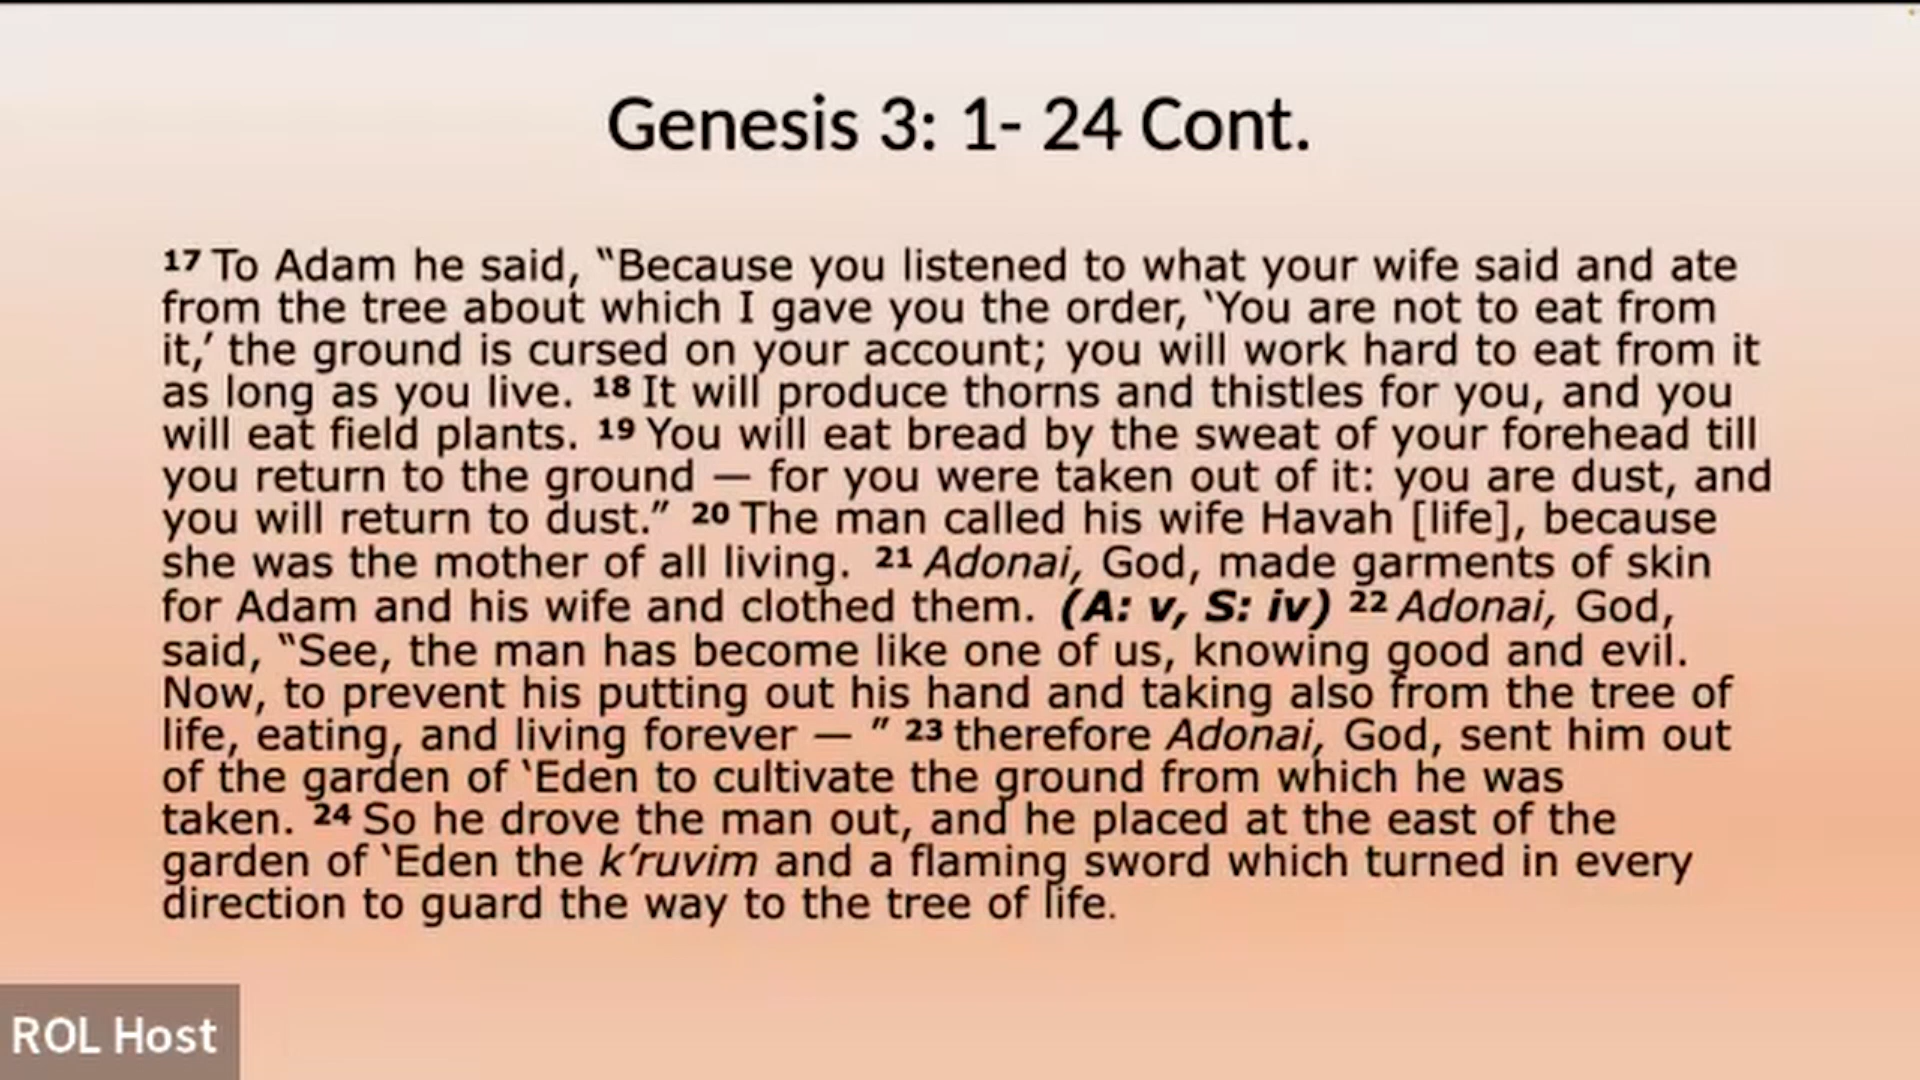 Genesis 3: 1- 24 Cont.
17 To Adam he said, “Because you listened to what your wife said and ate
from the tree about which I gave you the order, ‘You are not to eat from
it,’ the ground is cursed on your account; you will work hard to eat from it
as long as you live. 18 It will produce thorns and thistles for you, and you
will eat field plants. 19 You will eat bread by the sweat of your forehead till
you return to the ground — for you were taken out of it: you are dust, and
you will return to dust.” 20 The man called his wife Havah [life], because
she was the mother of all living. 21 Adonai, God, made garments of skin
for Adam and his wife and clothed them. (A: v, S: iv) 22 Adonai, God,
said, “See, the man has become like one of us, knowing good and evil.
Now, to prevent his putting out his hand and taking also from the tree of
life, eating, and living forever — ” 23 therefore Adonai, God, sent him out
of the garden of ‘Eden to cultivate the ground from which he was
taken. 24 So he drove the man out, and he placed at the east of the
garden of ‘Eden the k’ruvim and a flaming sword which turned in every
direction to guard the way to the tree of life.
ROL Host